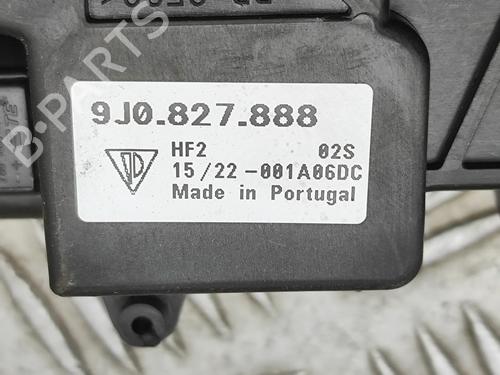 B-PARTS
9J0.827.888
HF2 02S
15/22-001A06DC
Made in Portugal